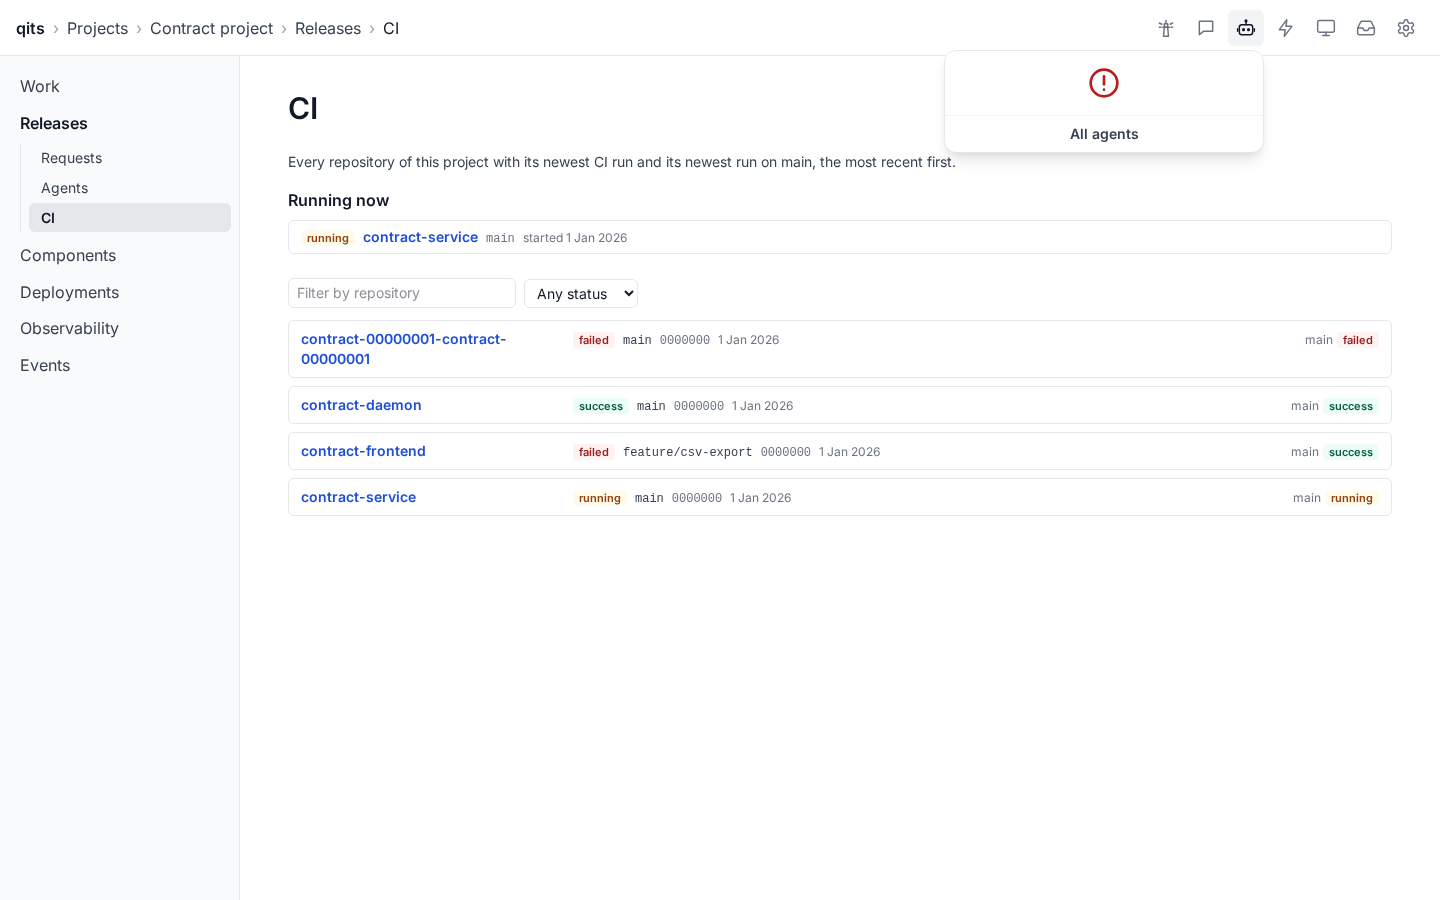 qits › Projects › Contract project › Releases › CI
Work
Releases
Requests
Agents
CI
Components
Deployments
Observability
Events
All agents
CI
Every repository of this project with its newest CI run and its newest run on main, the most recent first.
Running now
running contract-service main started 1 Jan 2026
Filter by repository Any status
contract-00000001-contract-
00000001 failed main 0000000 1 Jan 2026 main failed
contract-daemon success main 0000000 1 Jan 2026 main success
contract-frontend failed feature/csv-export 0000000 1 Jan 2026 main success
contract-service running main 0000000 1 Jan 2026 main running